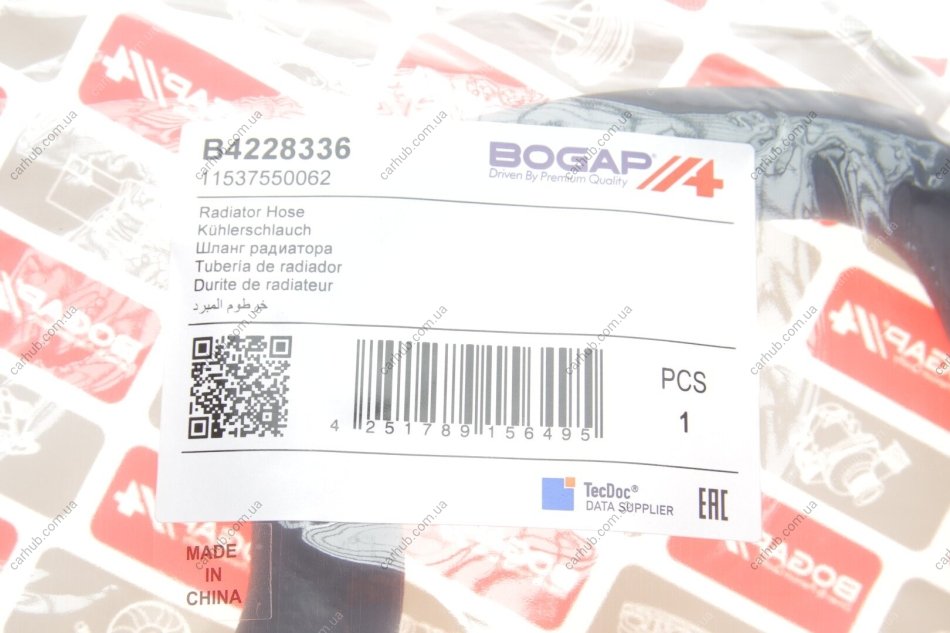 B4228336
11537550062
BOGAP
Driven By Premium Quality
Radiator Hose
Kühlerschlauch
Шланг радиатора
Tubería de radiador
Durite de radiateur
خرطوم المبرد
4 251789 156495
PCS
1
TecDoc®
DATA SUPPLIER
EAC
MADE
IN
CHINA
carhub.com.ua